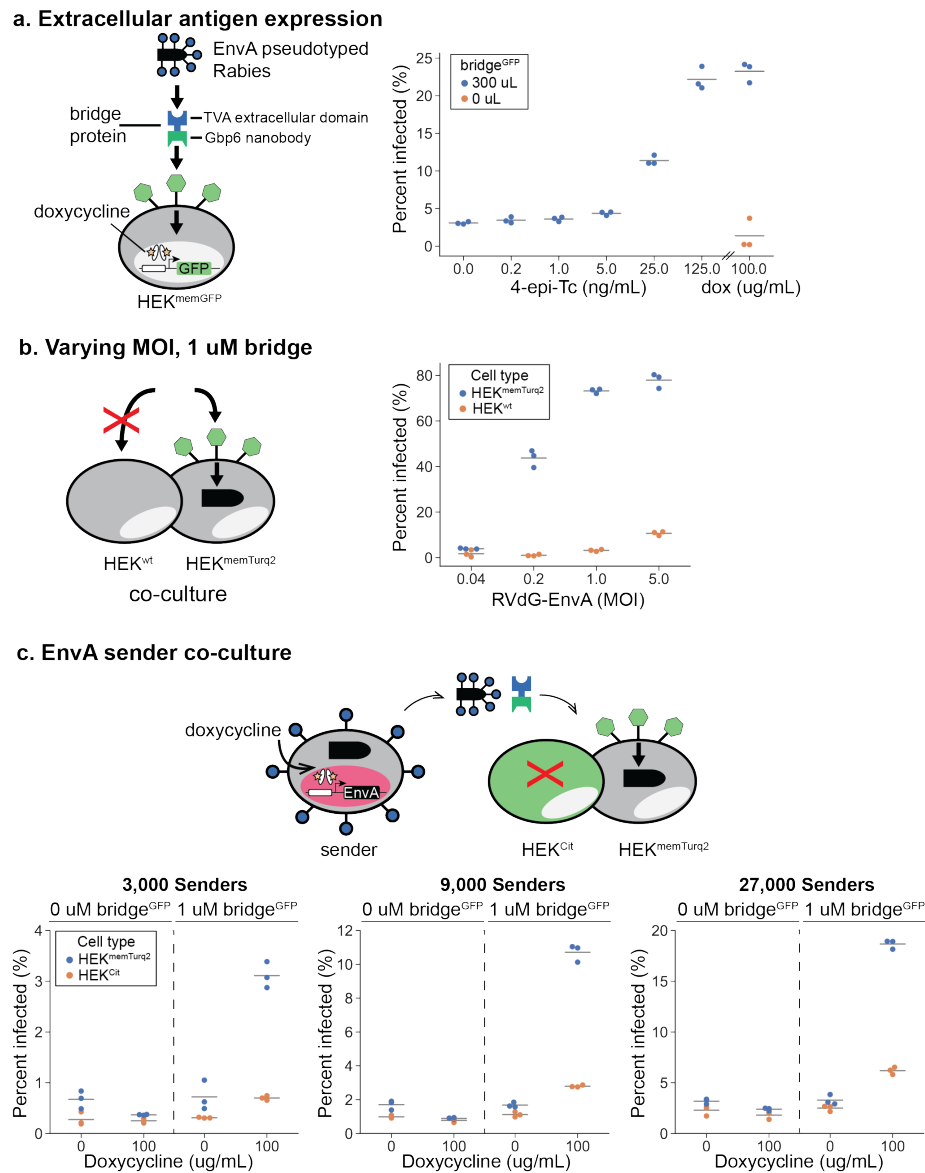 a. Extracellular antigen expression
EnvA pseudotyped
Rabies
bridge
protein
TVA extracellular domain
Gbp6 nanobody
doxycycline
GFP
HEKmemGFP
Percent infected (%)
25
20
15
10
5
0
bridgeGFP
300 uL
0 uL
0.0 0.2 1.0 5.0 25.0 125.0 100.0
4-epi-Tc (ng/mL) dox (ug/mL)
b. Varying MOI, 1 uM bridge
HEKwt HEKmemTurq2
co-culture
Percent infected (%)
80
60
40
20
0
Cell type
HEKmemTurq2
HEKwt
0.04 0.2 1.0 5.0
RVdG-EnvA (MOI)
c. EnvA sender co-culture
doxycycline
EnvA
sender
HEKCit HEKmemTurq2
3,000 Senders
0 uM bridgeGFP 1 uM bridgeGFP
Percent infected (%)
4
3
2
1
0
Cell type
HEKmemTurq2
HEKCit
0 100 0 100
Doxycycline (ug/mL)
9,000 Senders
0 uM bridgeGFP 1 uM bridgeGFP
Percent infected (%)
12
10
8
6
4
2
0
0 100 0 100
Doxycycline (ug/mL)
27,000 Senders
0 uM bridgeGFP 1 uM bridgeGFP
Percent infected (%)
20
15
10
5
0
0 100 0 100
Doxycycline (ug/mL)